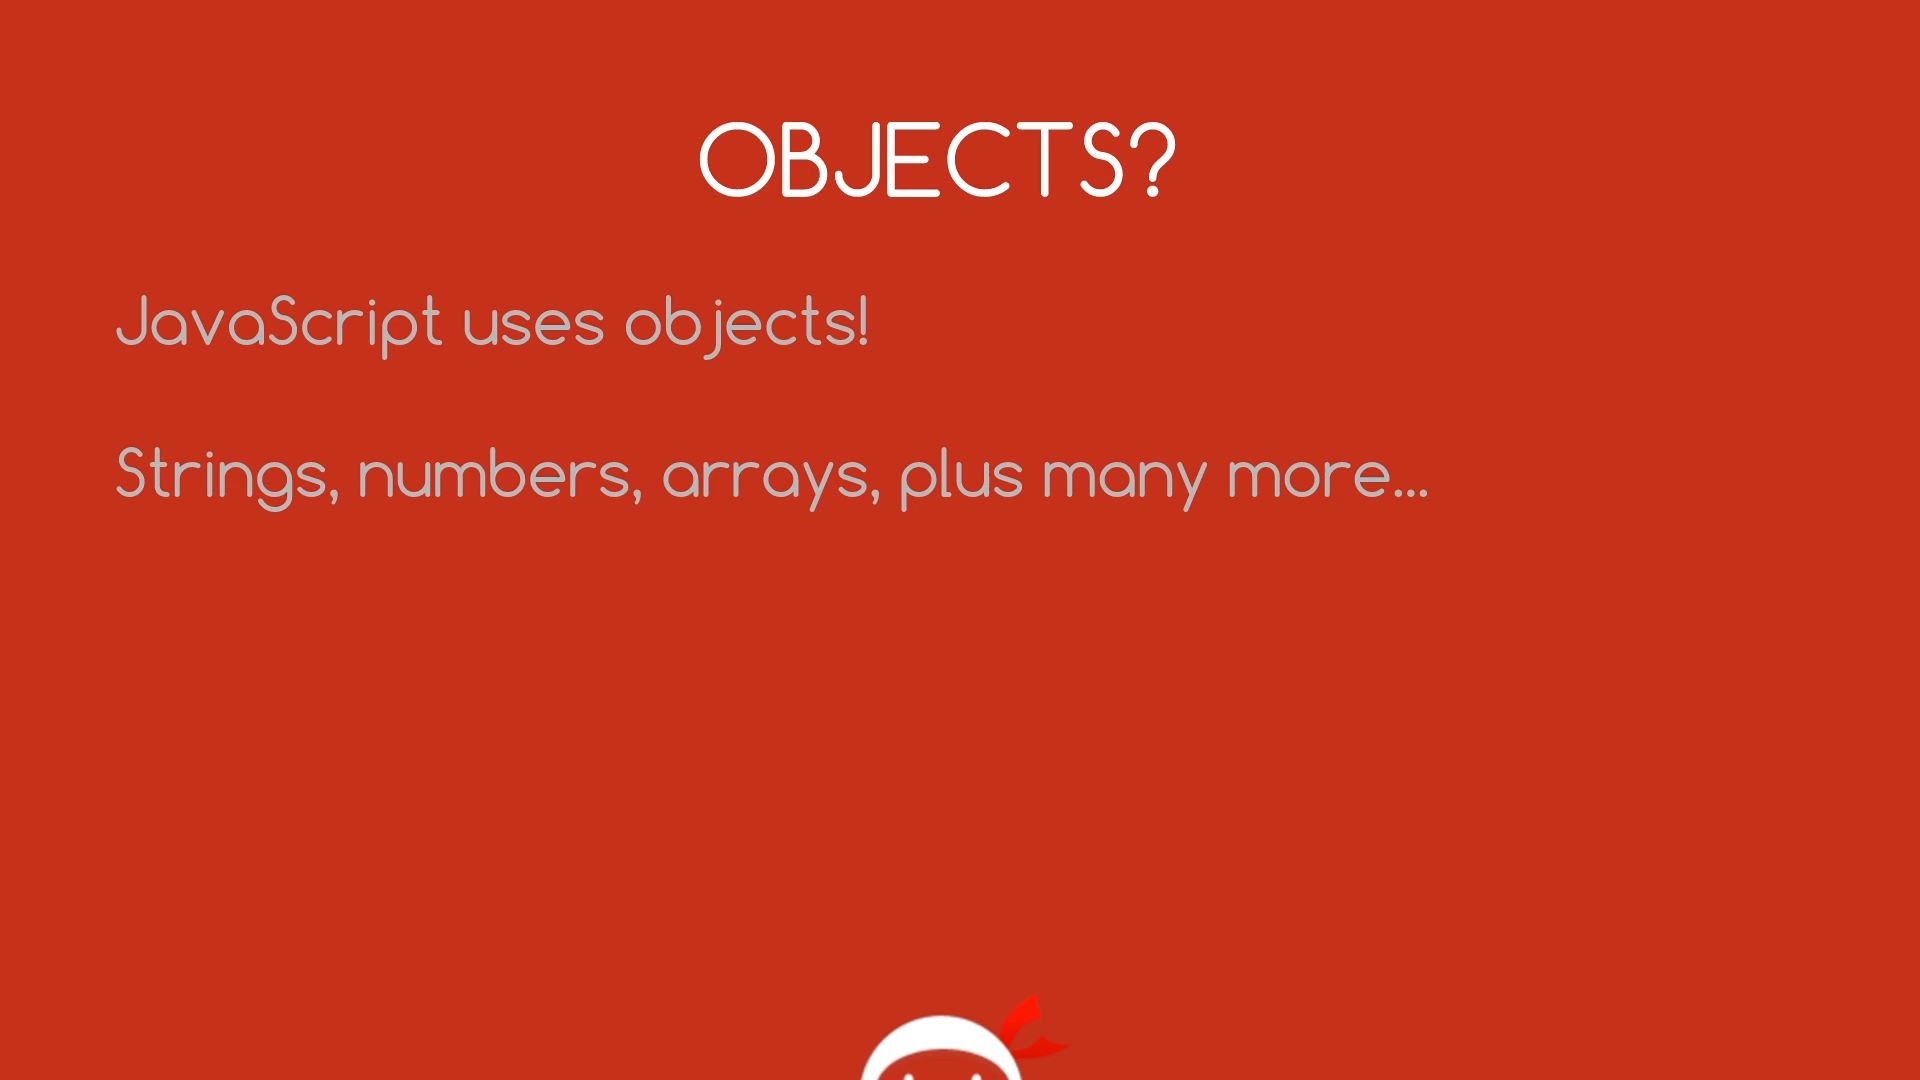 OBJECTS?
JavaScript uses objects!
Strings, numbers, arrays, plus many more...